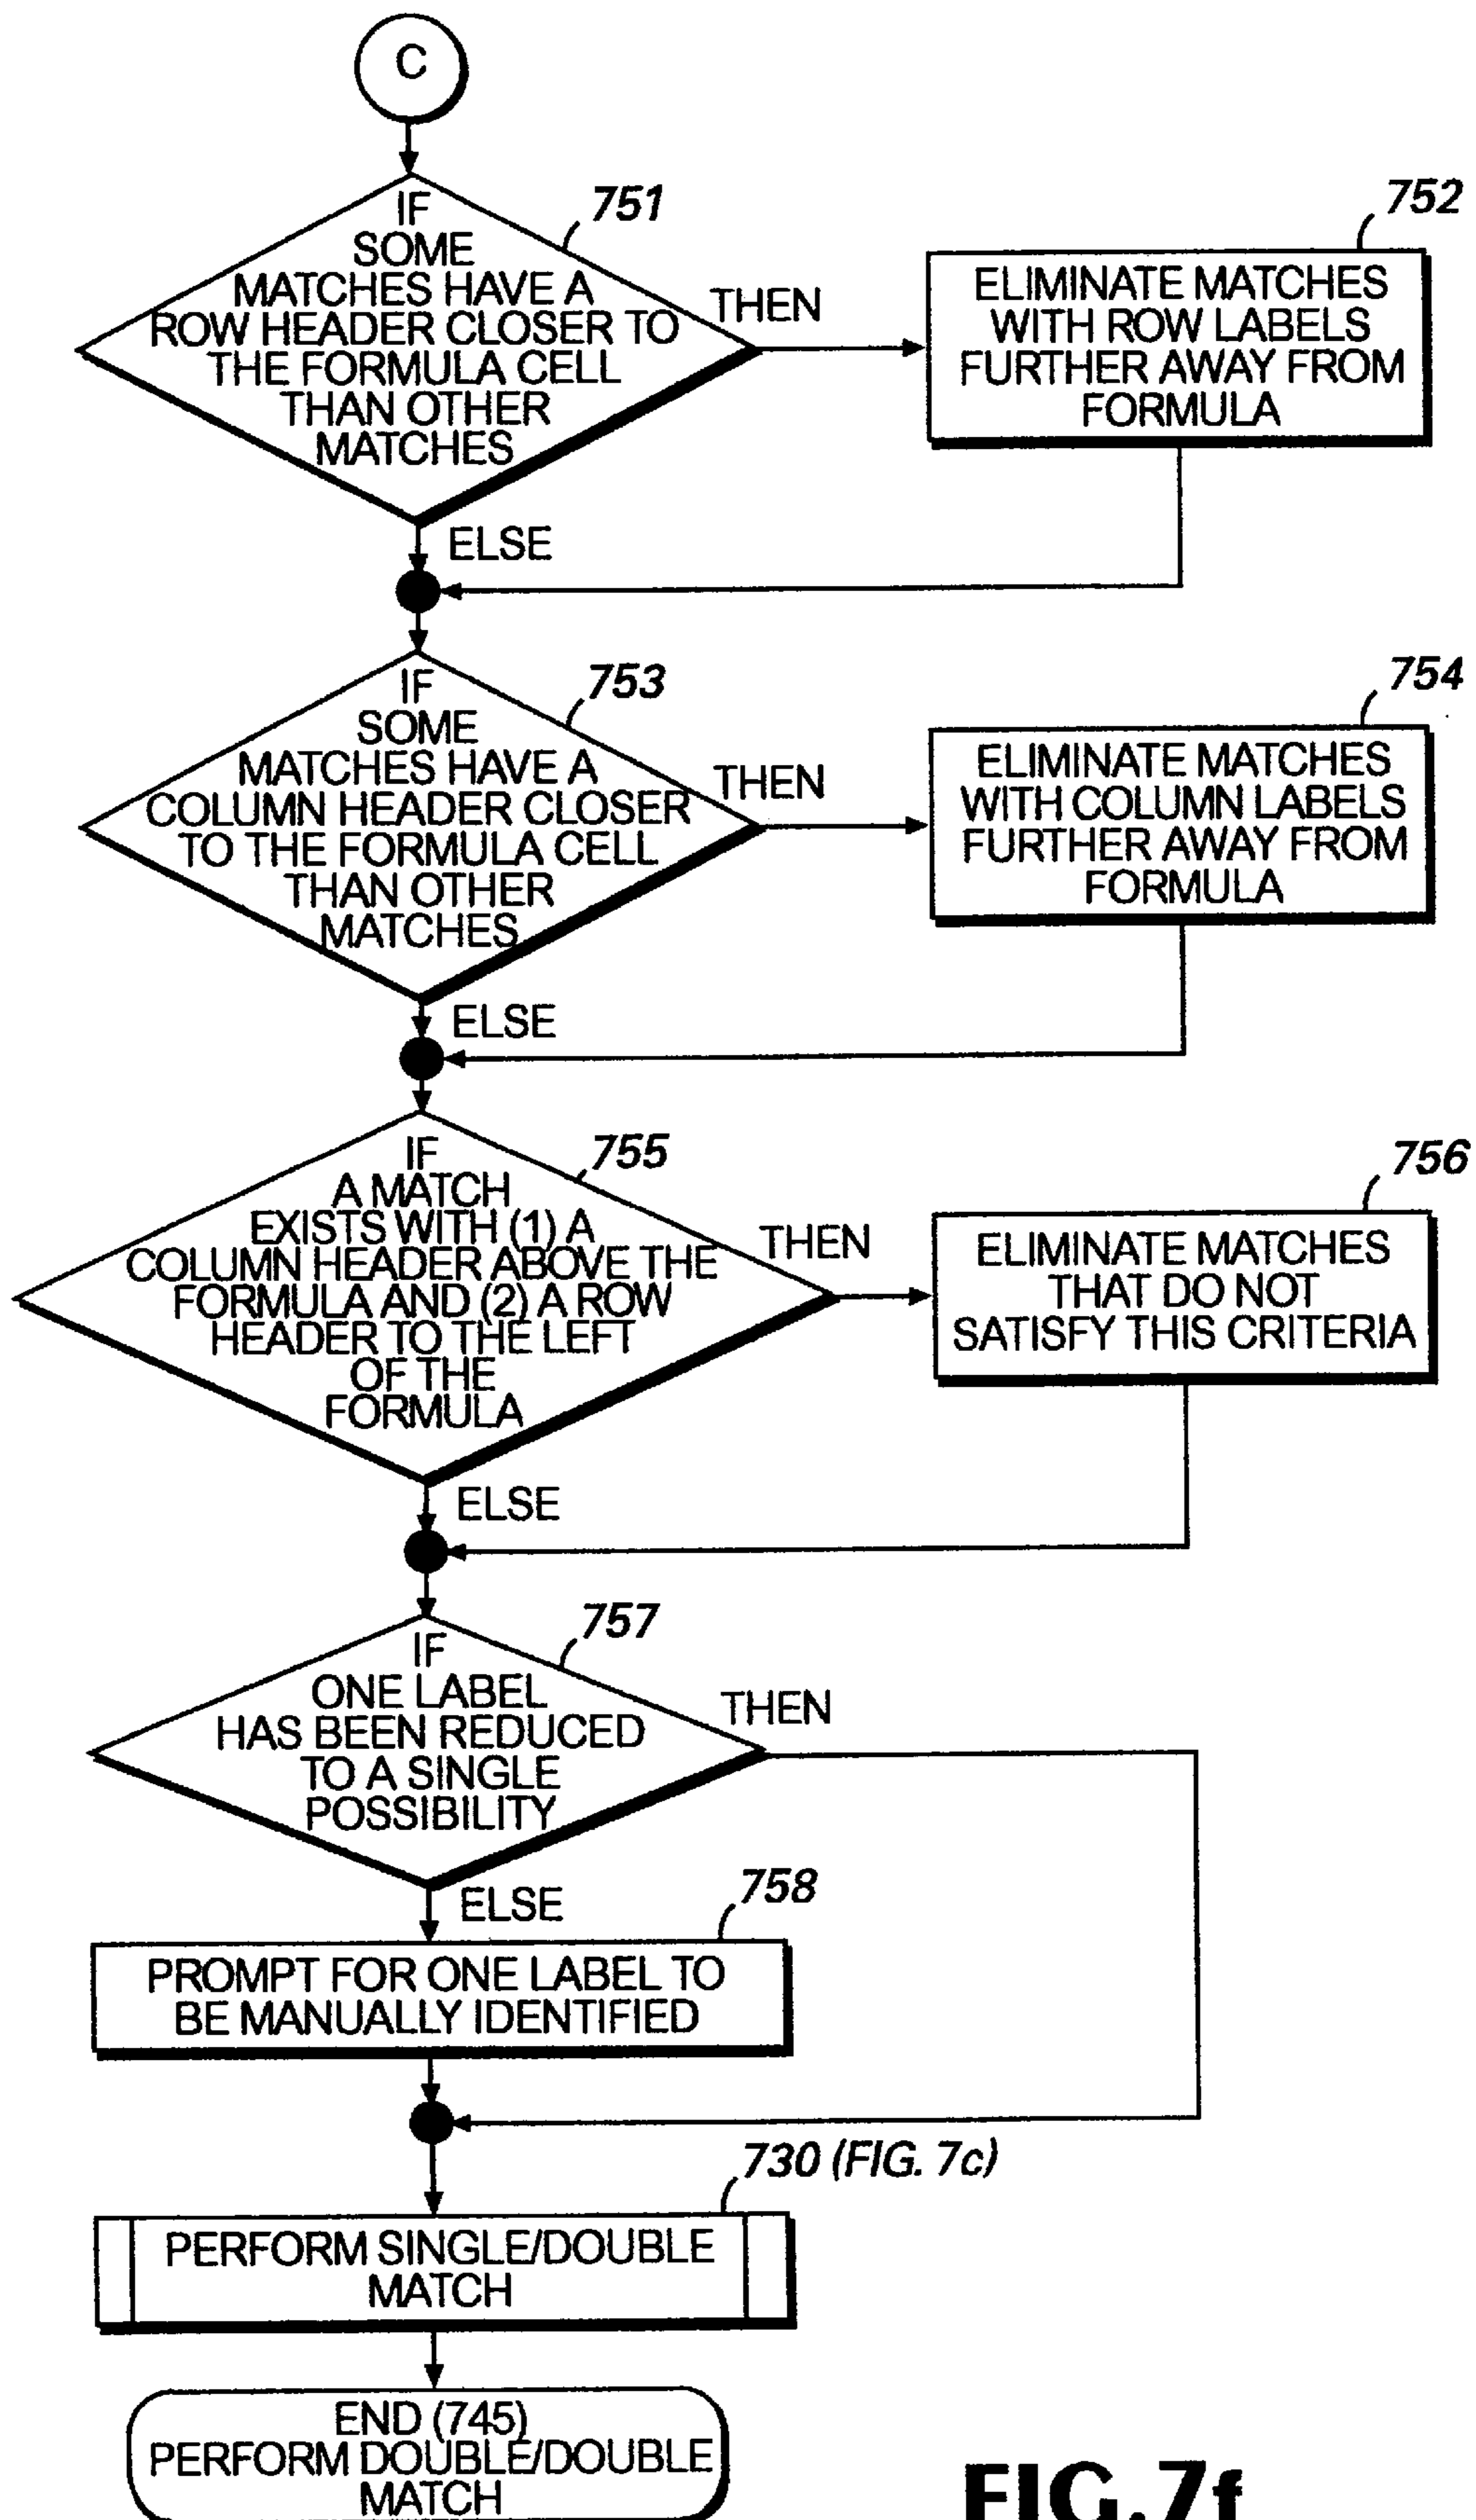 C
751
IF
SOME
MATCHES HAVE A
ROW HEADER CLOSER TO
THE FORMULA CELL
THAN OTHER
MATCHES
THEN
752
ELIMINATE MATCHES
WITH ROW LABELS
FURTHER AWAY FROM
FORMULA
ELSE
753
IF
SOME
MATCHES HAVE A
COLUMN HEADER CLOSER
TO THE FORMULA CELL
THAN OTHER
MATCHES
THEN
754
ELIMINATE MATCHES
WITH COLUMN LABELS
FURTHER AWAY FROM
FORMULA
ELSE
755
IF
A MATCH
EXISTS WITH (1) A
COLUMN HEADER ABOVE THE
FORMULA AND (2) A ROW
HEADER TO THE LEFT
OF THE
FORMULA
THEN
756
ELIMINATE MATCHES
THAT DO NOT
SATISFY THIS CRITERIA
ELSE
757
IF
ONE LABEL
HAS BEEN REDUCED
TO A SINGLE
POSSIBILITY
THEN
ELSE
758
PROMPT FOR ONE LABEL TO
BE MANUALLY IDENTIFIED
730 (FIG. 7c)
PERFORM SINGLE/DOUBLE
MATCH
END (745)
PERFORM DOUBLE/DOUBLE
MATCH
FIG.7f